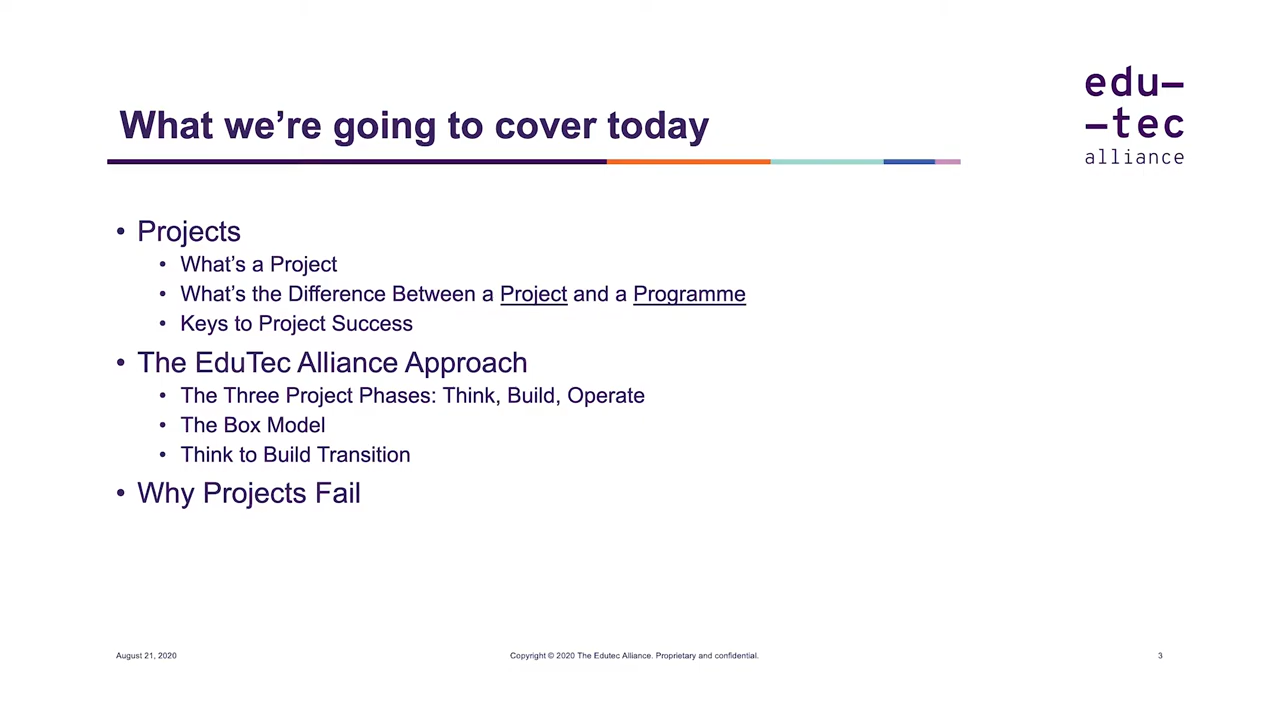 What we’re going to cover today
edu–
–tec
alliance
• Projects
• What’s a Project
• What’s the Difference Between a Project and a Programme
• Keys to Project Success
• The EduTec Alliance Approach
• The Three Project Phases: Think, Build, Operate
• The Box Model
• Think to Build Transition
• Why Projects Fail
August 21, 2020
Copyright © 2020 The Edutec Alliance. Proprietary and confidential.
3